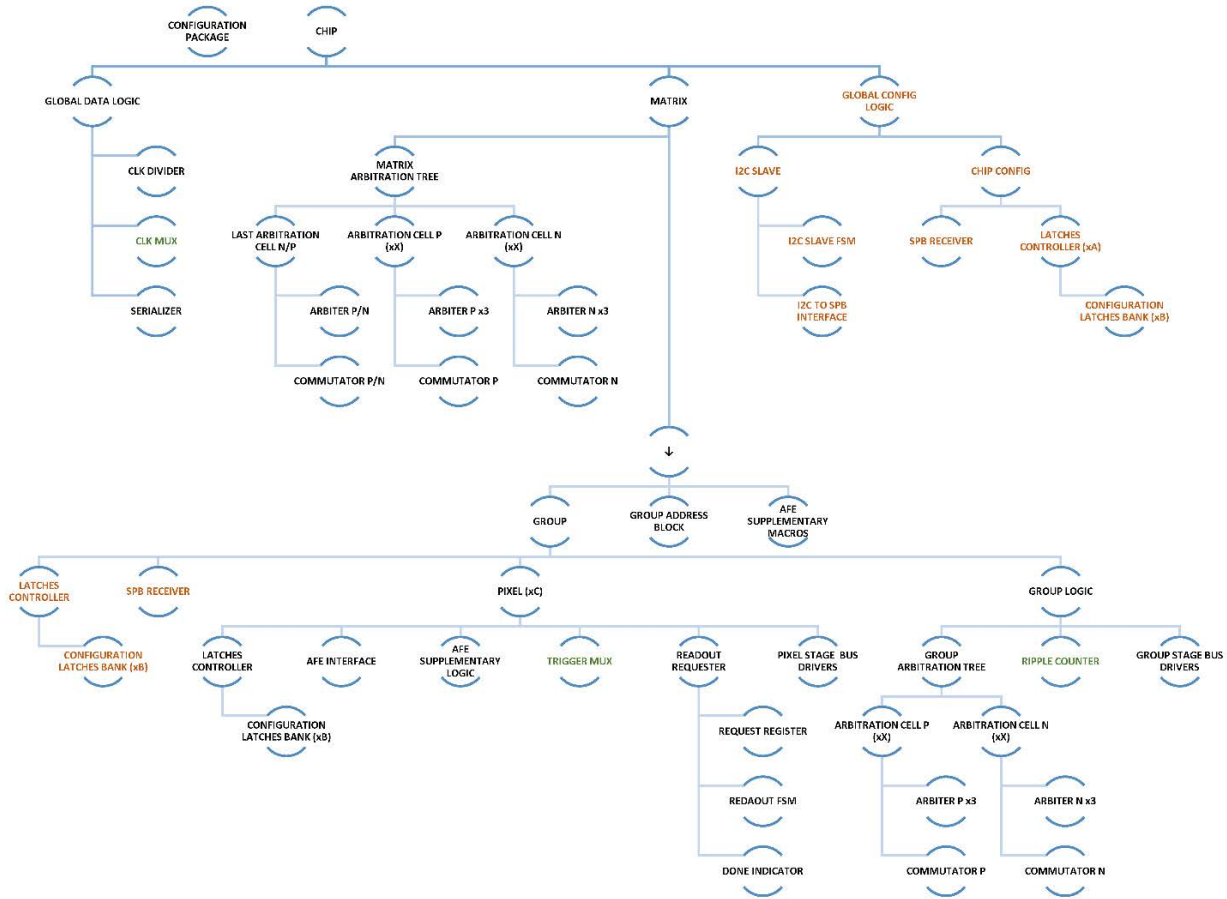 CONFIGURATION
PACKAGE
CHIP
GLOBAL DATA LOGIC
MATRIX
GLOBAL CONFIG
LOGIC
CLK DIVIDER
CLK MUX
SERIALIZER
MATRIX
ARBITRATION TREE
LAST ARBITRATION
CELL N/P
ARBITRATION CELL P
(xX)
ARBITRATION CELL N
(xX)
ARBITER P/N
COMMUTATOR P/N
ARBITER P x3
COMMUTATOR P
ARBITER N x3
COMMUTATOR N
I2C SLAVE
CHIP CONFIG
I2C SLAVE FSM
I2C TO SPB
INTERFACE
SPB RECEIVER
LATCHES
CONTROLLER (xA)
CONFIGURATION
LATCHES BANK (xB)
↓
GROUP
GROUP ADDRESS
BLOCK
AFE
SUPPLEMENTARY
MACROS
LATCHES
CONTROLLER
SPB RECEIVER
PIXEL (xC)
GROUP LOGIC
CONFIGURATION
LATCHES BANK (xB)
LATCHES
CONTROLLER
AFE INTERFACE
AFE
SUPPLEMENTARY
LOGIC
TRIGGER MUX
READOUT
REQUESTER
PIXEL STAGE BUS
DRIVERS
CONFIGURATION
LATCHES BANK (xB)
REQUEST REGISTER
REDAOUT FSM
DONE INDICATOR
GROUP
ARBITRATION TREE
RIPPLE COUNTER
GROUP STAGE BUS
DRIVERS
ARBITRATION CELL P
(xX)
ARBITRATION CELL N
(xX)
ARBITER P x3
COMMUTATOR P
ARBITER N x3
COMMUTATOR N